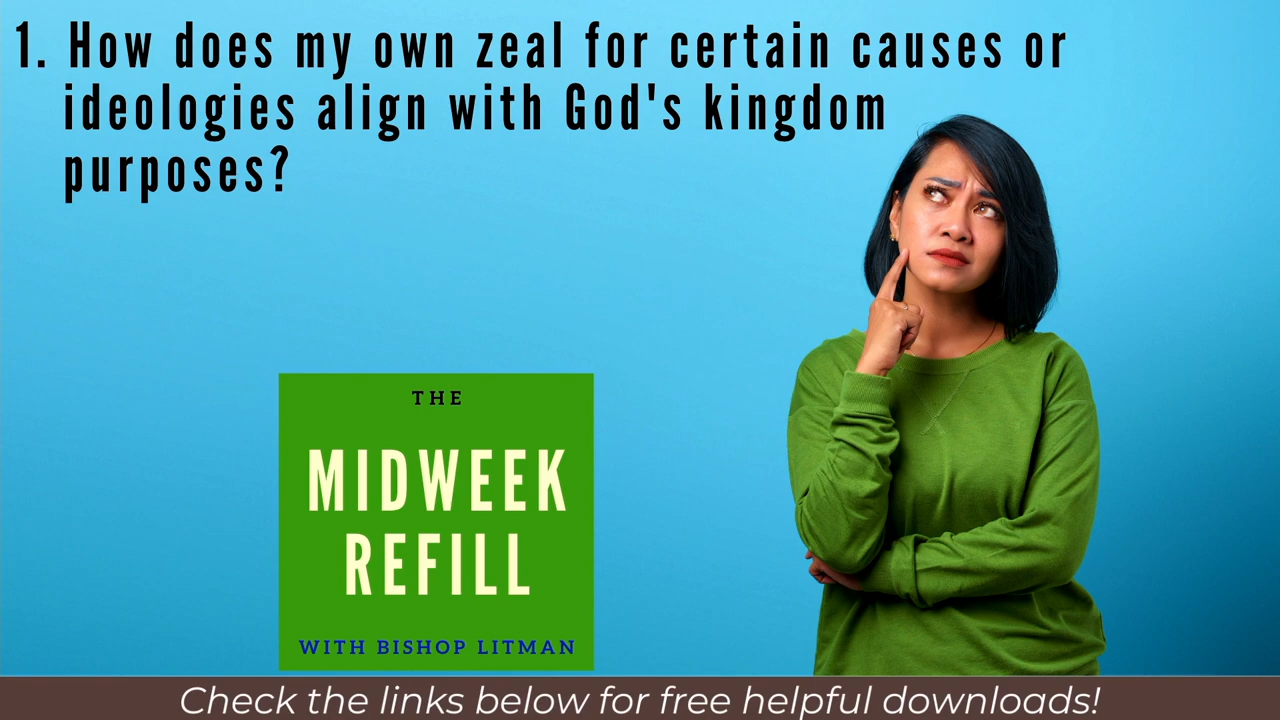 1. How does my own zeal for certain causes or
ideologies align with God's kingdom
purposes?
THE
MIDWEEK
REFILL
WITH BISHOP LITMAN
Check the links below for free helpful downloads!